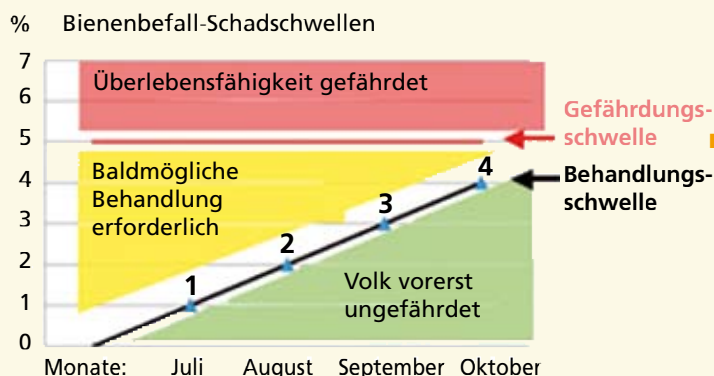 % Bienenbefall-Schadschwellen
7
6
5
4
3
2
1
0
Überlebensfähigkeit gefährdet
Gefährdungs-
schwelle
Baldmögliche
Behandlung
erforderlich
Behandlungs-
schwelle
1
2
3
4
Volk vorerst
ungefährdet
Monate: Juli August September Oktober